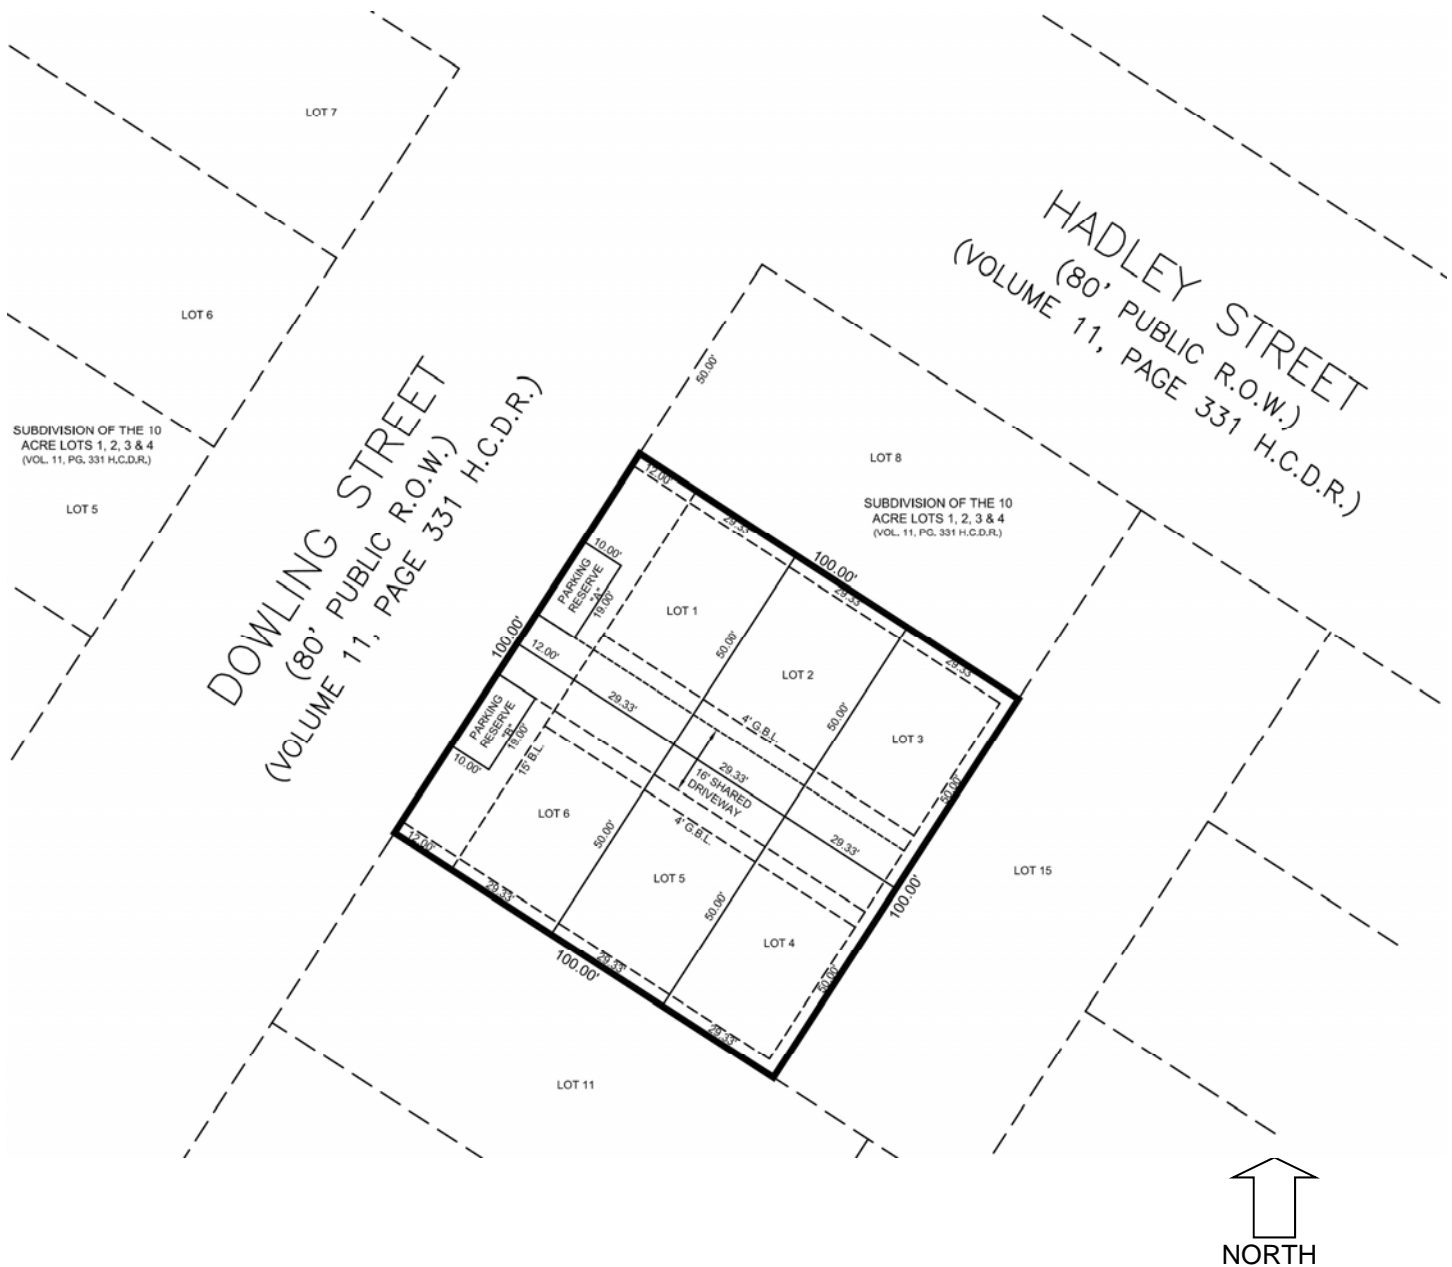 LOT 7
LOT 6
SUBDIVISION OF THE 10
ACRE LOTS 1, 2, 3 & 4
(VOL. 11, PG. 331 H.C.D.R.)
LOT 5
DOWLING STREET
(80' PUBLIC R.O.W.)
(VOLUME 11, PAGE 331 H.C.D.R.)
HADLEY STREET
(80' PUBLIC R.O.W.)
(VOLUME 11, PAGE 331 H.C.D.R.)
50.00'
LOT 8
SUBDIVISION OF THE 10
ACRE LOTS 1, 2, 3 & 4
(VOL. 11, PG. 331 H.C.D.R.)
12.00'
29.33'
100.00'
29.33'
29.33'
10.00'
PARKING
RESERVE
"A"
19.00'
LOT 1
50.00'
LOT 2
50.00'
LOT 3
50.00'
100.00'
12.00'
29.33'
4' G.B.L.
29.33'
16' SHARED
DRIVEWAY
29.33'
PARKING
RESERVE
"B"
19.00'
10.00'
15' B.L.
LOT 6
50.00'
4' G.B.L.
LOT 5
50.00'
LOT 4
50.00'
100.00'
12.00'
29.33'
29.33'
100.00'
29.33'
LOT 15
LOT 11
NORTH